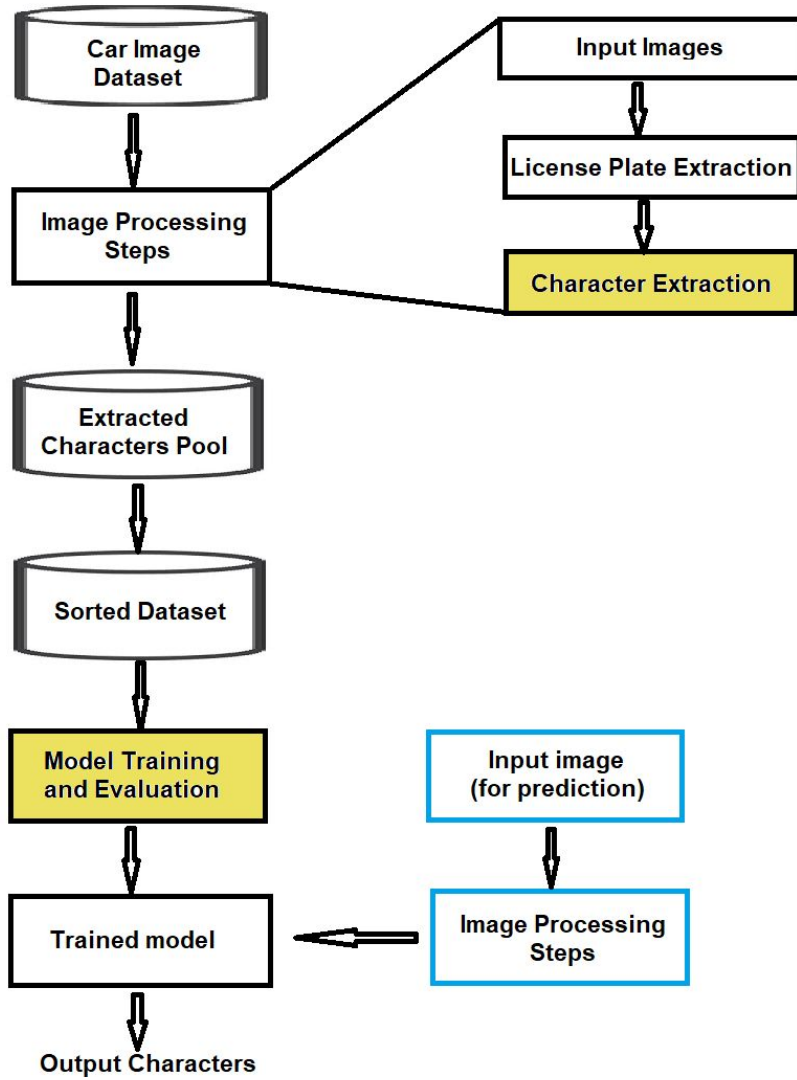 Car Image
Dataset
Input Images
License Plate Extraction
Image Processing
Steps
Character Extraction
Extracted
Characters Pool
Sorted Dataset
Model Training
and Evaluation
Input image
(for prediction)
Trained model
Image Processing
Steps
Output Characters